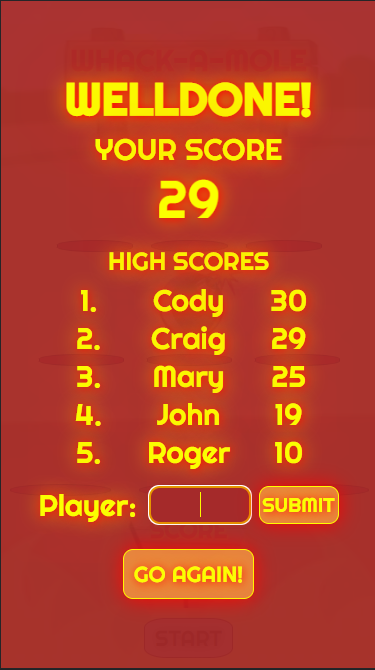 WHACK-A-MOLE
WELLDONE!
YOUR SCORE
29
HIGH SCORES
1. Cody 30
2. Craig 29
3. Mary 25
4. John 19
5. Roger 10
Player: SUBMIT
SCORE
GO AGAIN!
START